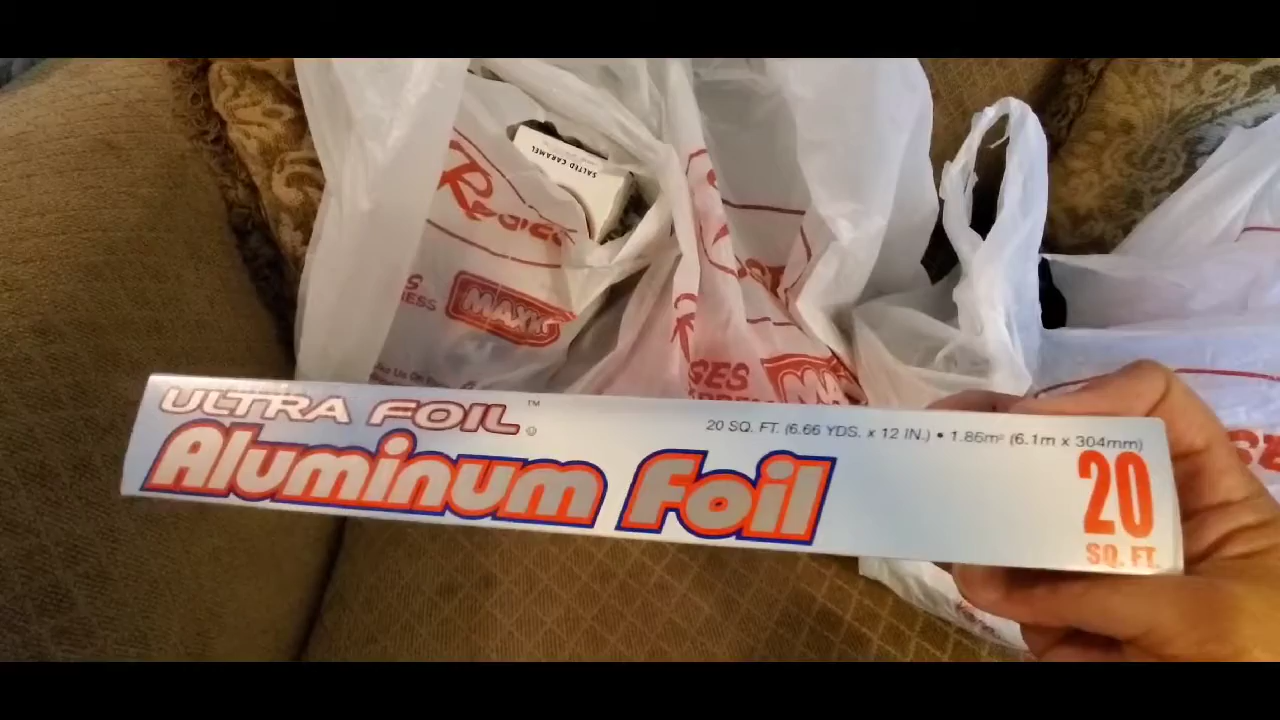 SALTED CARAMEL
MAXX
SES
ULTRA FOIL™
Aluminum Foil
20 SQ. FT. (6.66 YDS. x 12 IN.) • 1.86m² (6.1m x 304mm)
20
SQ. FT.